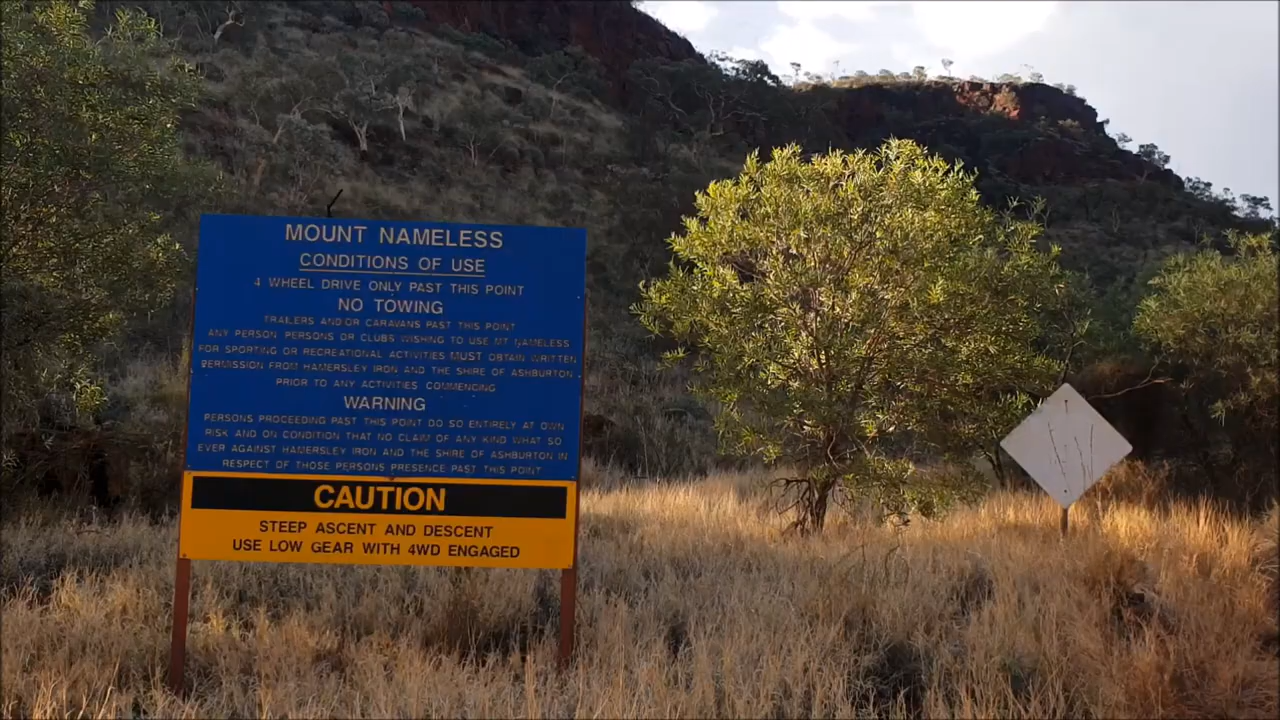 MOUNT NAMELESS
CONDITIONS OF USE
4 WHEEL DRIVE ONLY PAST THIS POINT
NO TOWING
TRAILERS AND/OR CARAVANS PAST THIS POINT
ANY PERSON PERSONS OR CLUBS WISHING TO USE MT NAMELESS
FOR SPORTING OR RECREATIONAL ACTIVITIES MUST OBTAIN WRITTEN
PERMISSION FROM HAMERSLEY IRON AND THE SHIRE OF ASHBURTON
PRIOR TO ANY ACTIVITIES COMMENCING
WARNING
PERSONS PROCEEDING PAST THIS POINT DO SO ENTIRELY AT OWN
RISK AND ON CONDITION THAT NO CLAIM OF ANY KIND WHAT SO
EVER AGAINST HAMERSLEY IRON AND THE SHIRE OF ASHBURTON IN
RESPECT OF THOSE PERSONS PRESENCE PAST THIS POINT
CAUTION
STEEP ASCENT AND DESCENT
USE LOW GEAR WITH 4WD ENGAGED